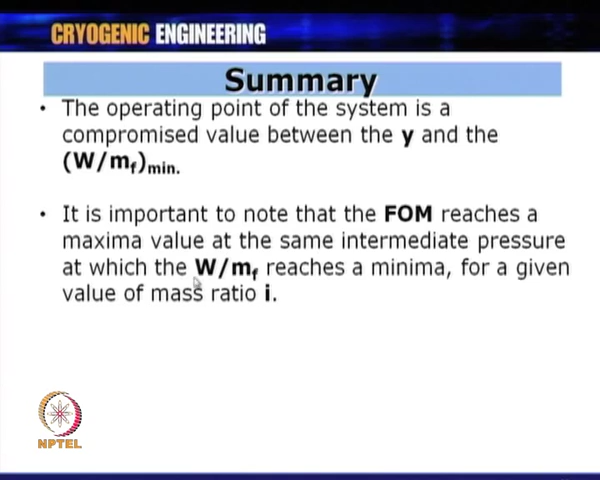 CRYOGENIC ENGINEERING
Summary
• The operating point of the system is a
compromised value between the y and the
(W/mf)min.
• It is important to note that the FOM reaches a
maxima value at the same intermediate pressure
at which the W/mf reaches a minima, for a given
value of mass ratio i.
NPTEL